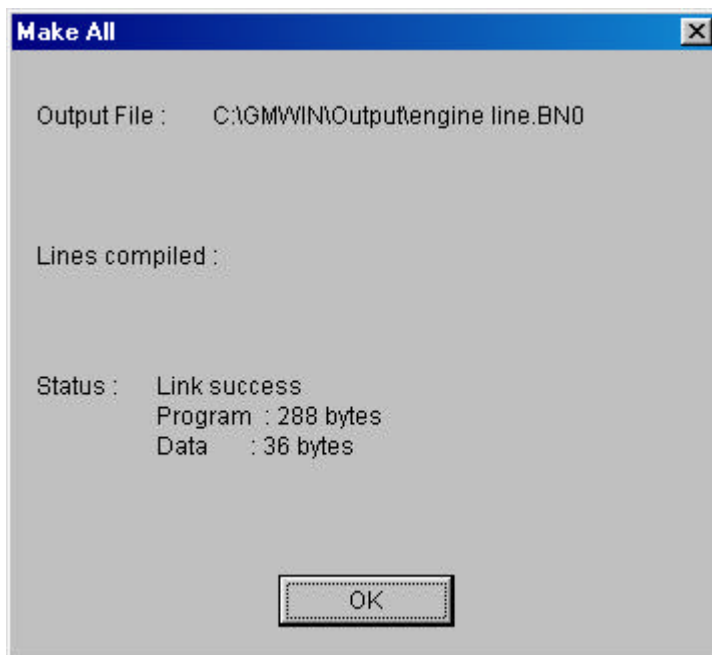 Make All
Output File : C:\GMWIN\Output\engine line.BN0
Lines compiled :
Status : Link success
Program : 288 bytes
Data : 36 bytes
OK